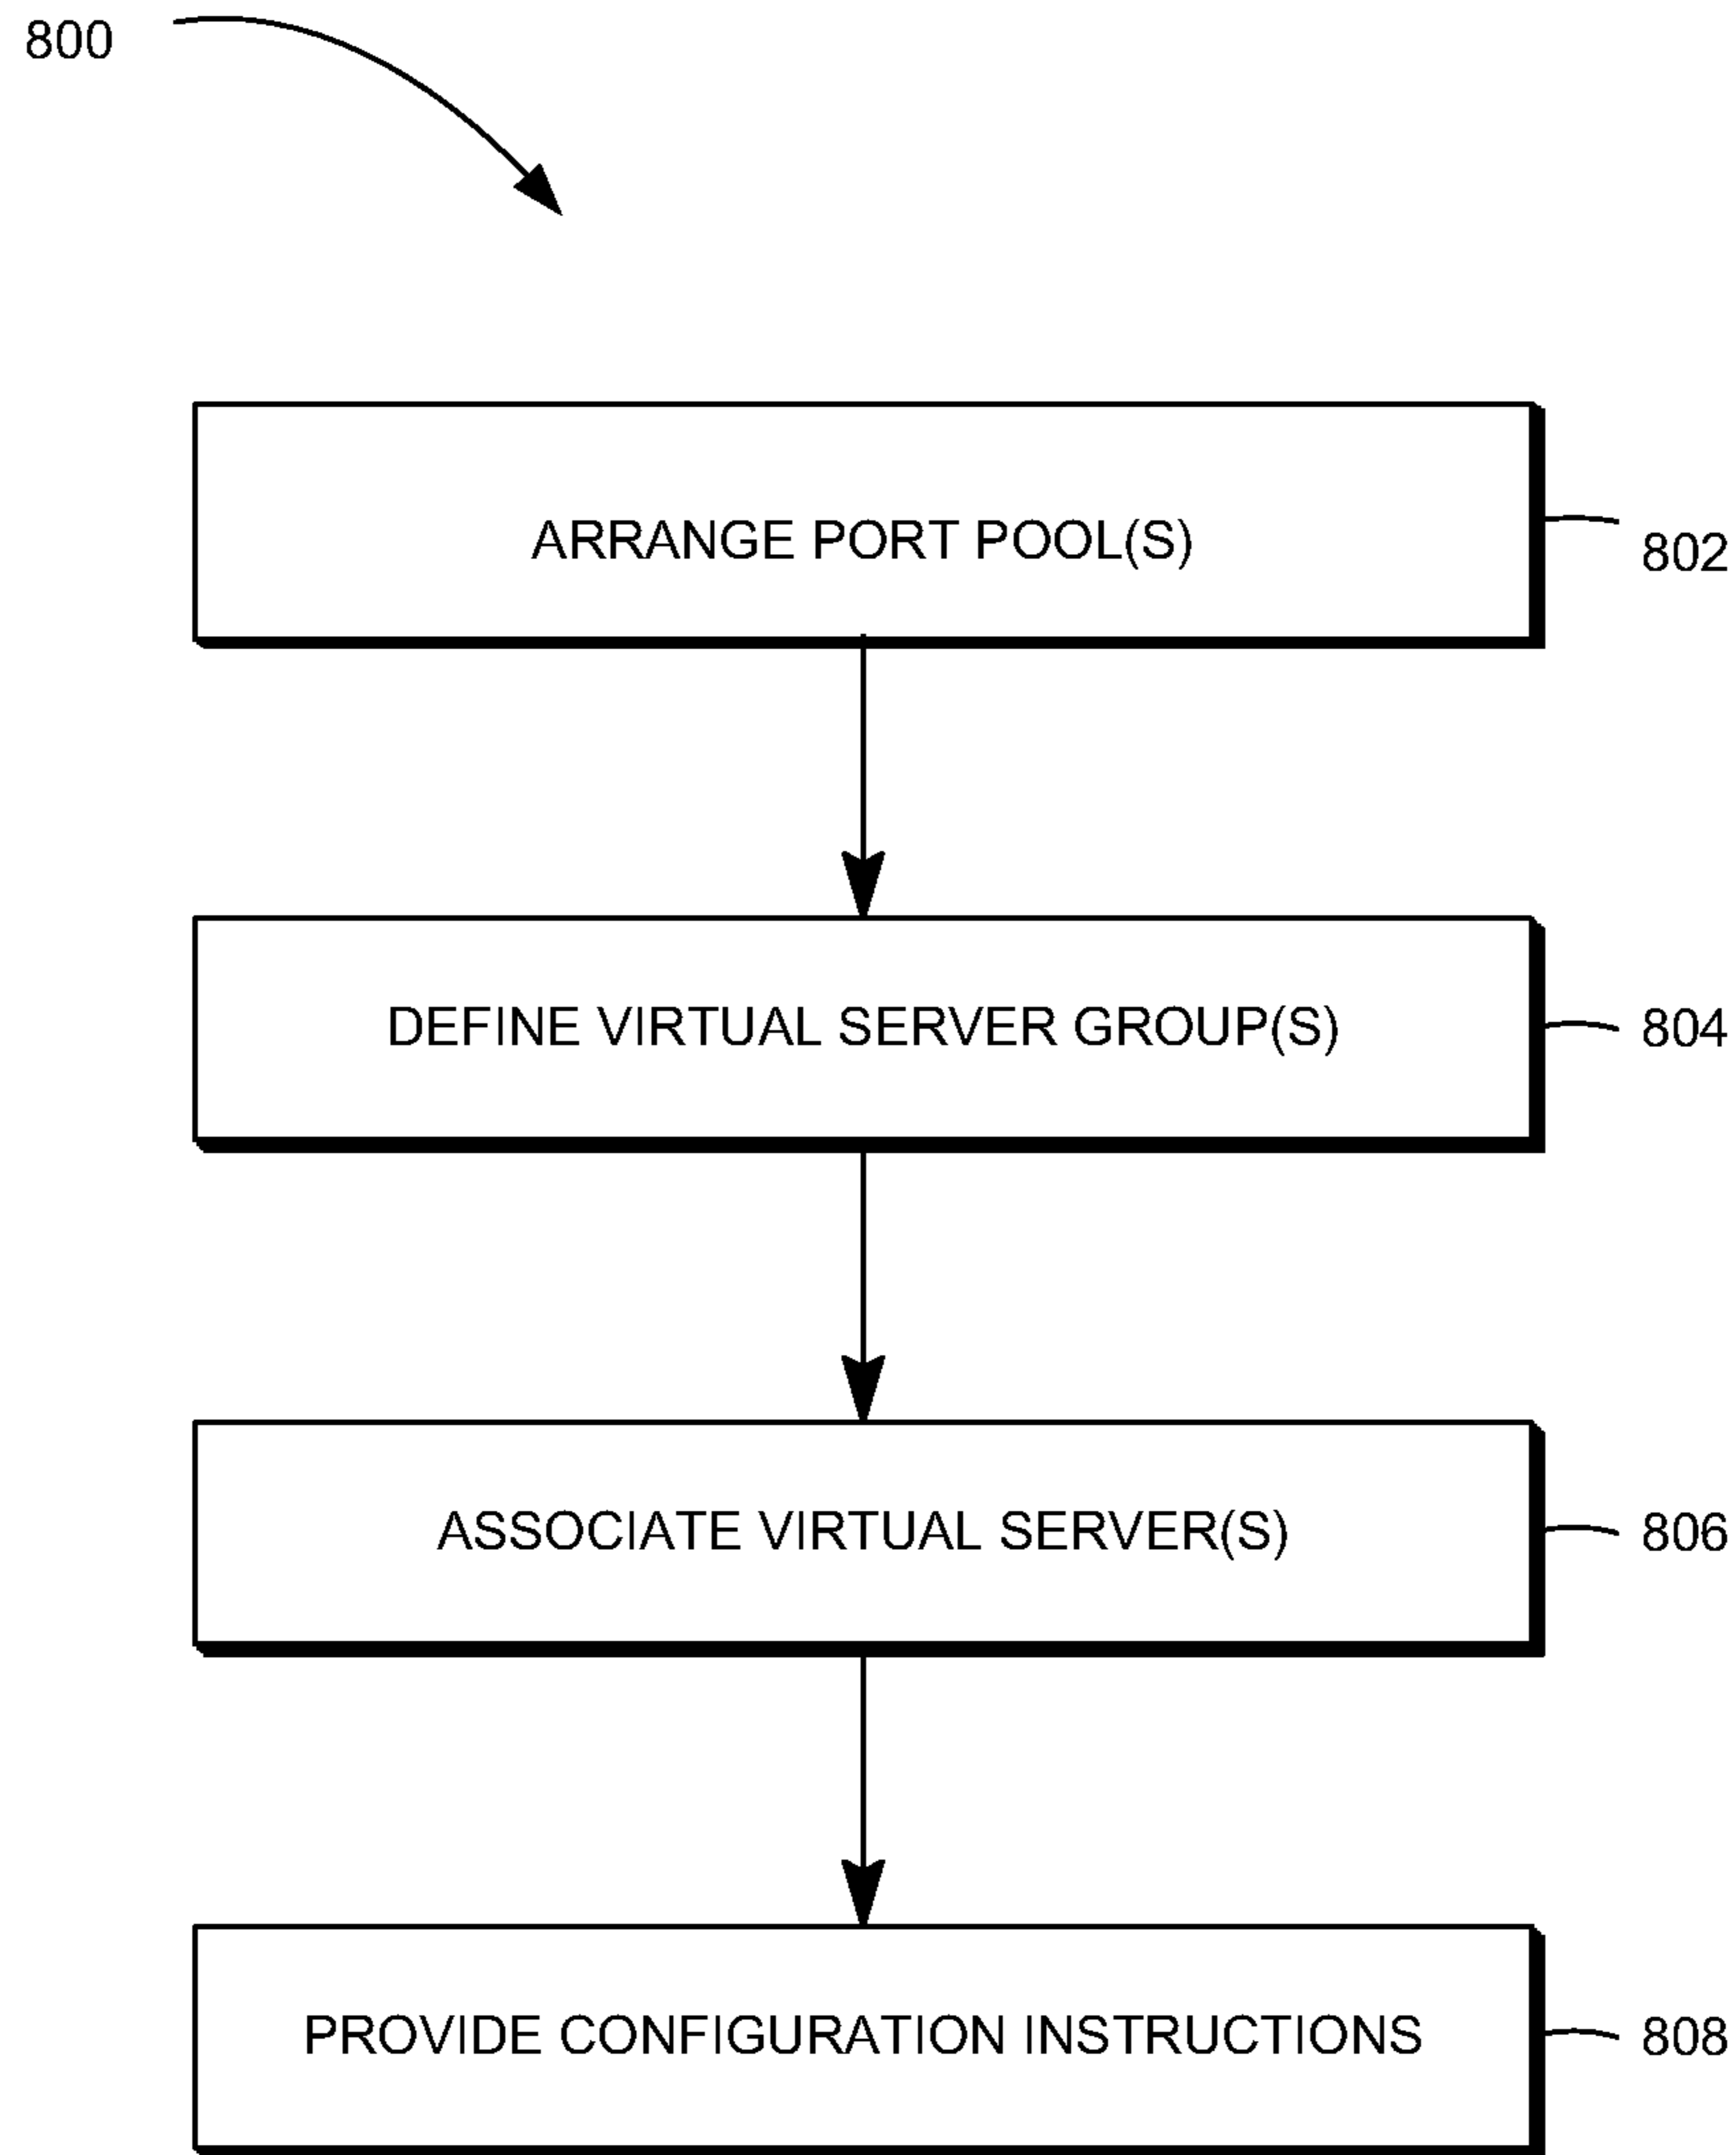 800
ARRANGE PORT POOL(S)
802
DEFINE VIRTUAL SERVER GROUP(S)
804
ASSOCIATE VIRTUAL SERVER(S)
806
PROVIDE CONFIGURATION INSTRUCTIONS
808